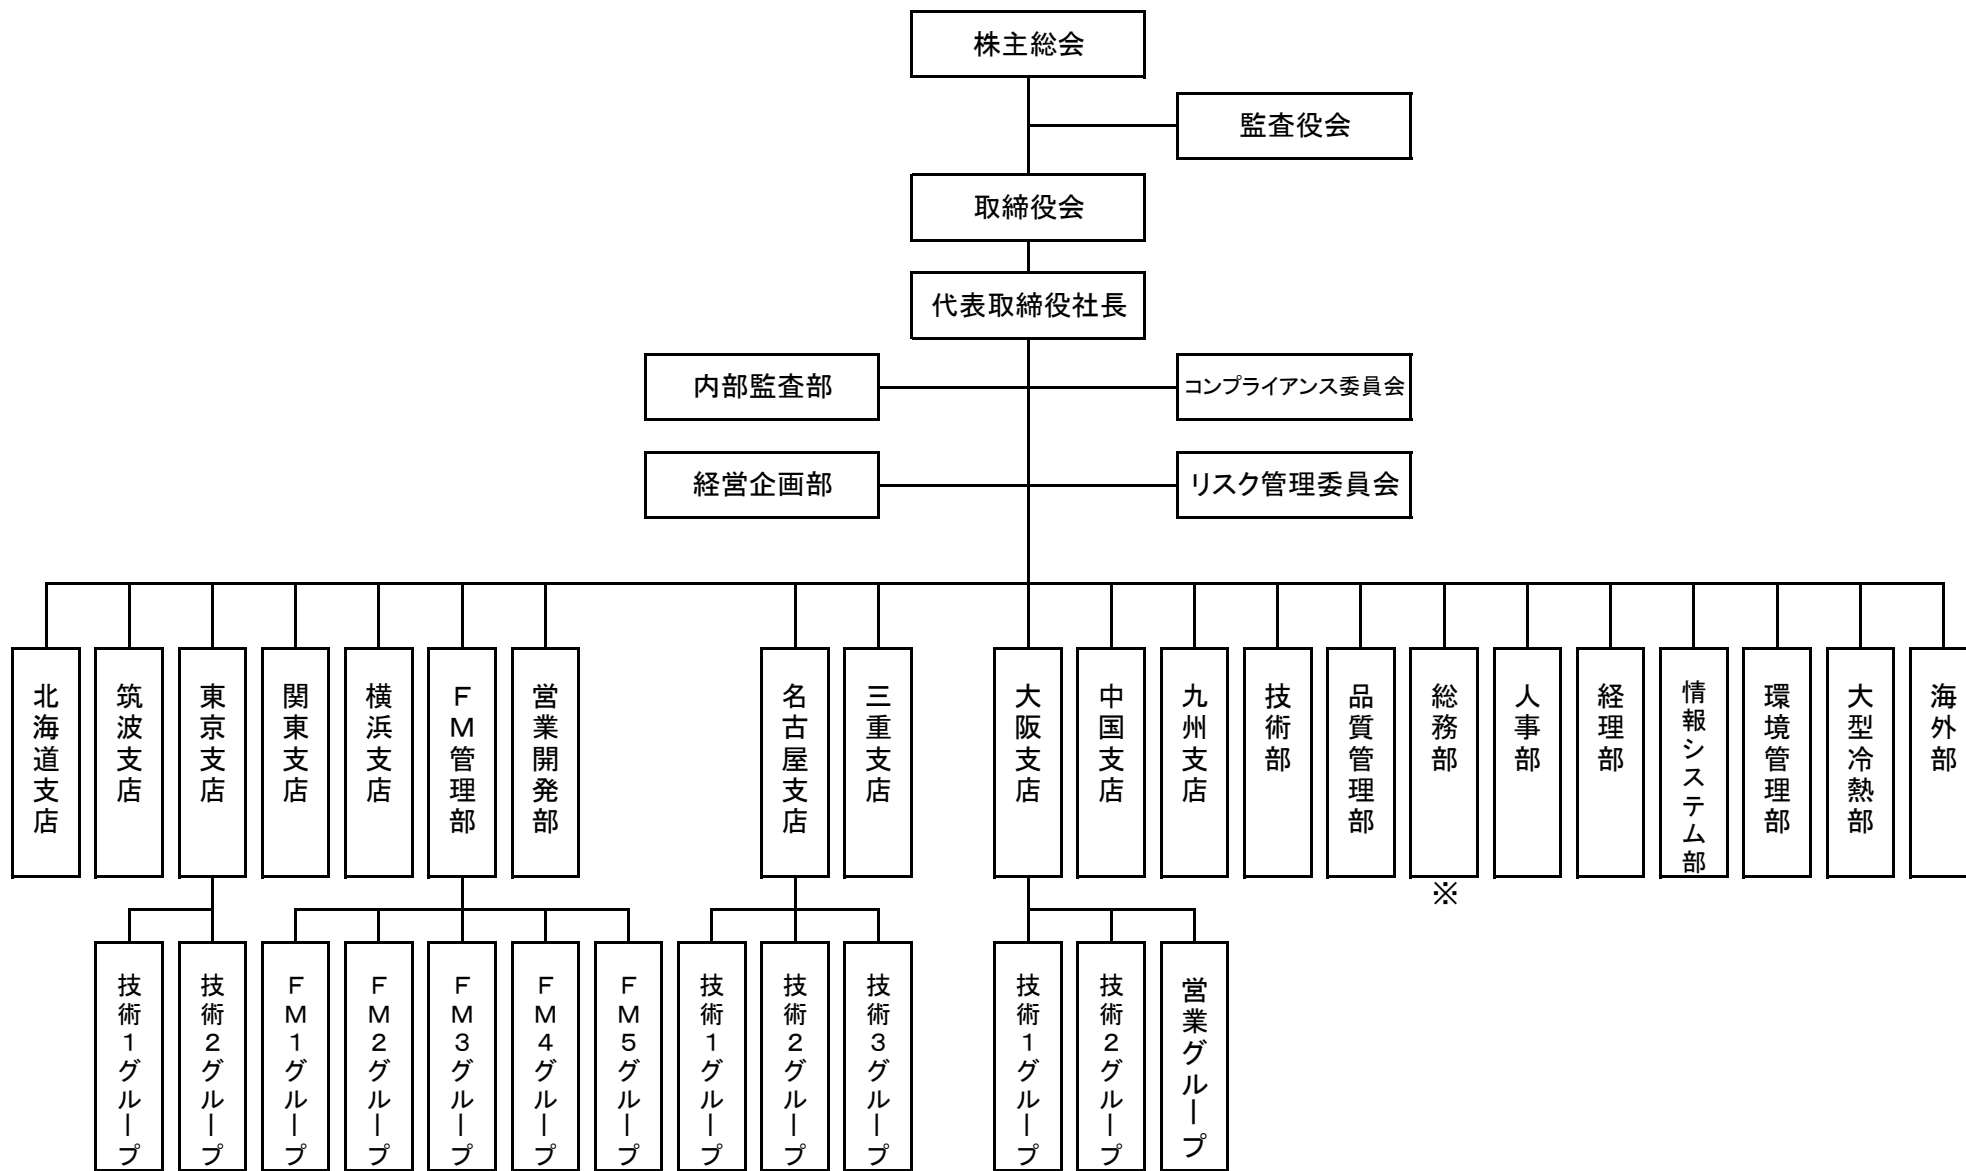 株主総会
監査役会
取締役会
代表取締役社長
内部監査部
コンプライアンス委員会
経営企画部
リスク管理委員会
北海道支店
筑波支店
東京支店
関東支店
横浜支店
ＦＭ管理部
営業開発部
名古屋支店
三重支店
大阪支店
中国支店
九州支店
技術部
品質管理部
総務部
人事部
経理部
情報システム部
環境管理部
大型冷熱部
海外部
※
技術１グループ
技術２グループ
ＦＭ１グループ
ＦＭ２グループ
ＦＭ３グループ
ＦＭ４グループ
ＦＭ５グループ
技術１グループ
技術２グループ
技術３グループ
技術１グループ
技術２グループ
営業グループ